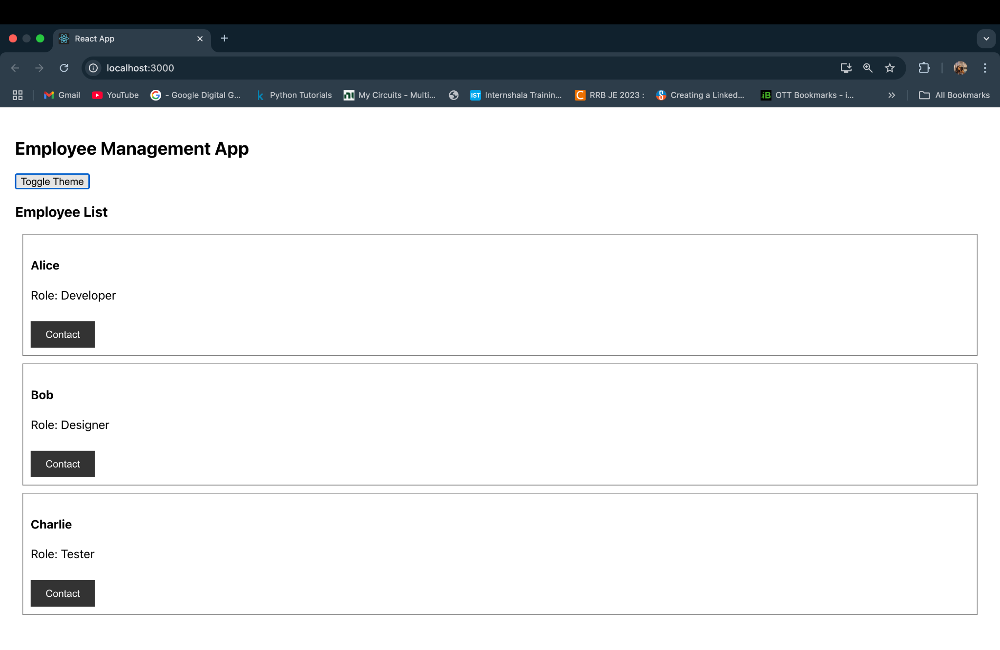 React App
localhost:3000
Gmail YouTube - Google Digital G... Python Tutorials My Circuits - Multi... IST Internshala Trainin... RRB JE 2023 : Creating a Linked... iB OTT Bookmarks - i... All Bookmarks
Employee Management App
Toggle Theme
Employee List
Alice
Role: Developer
Contact
Bob
Role: Designer
Contact
Charlie
Role: Tester
Contact